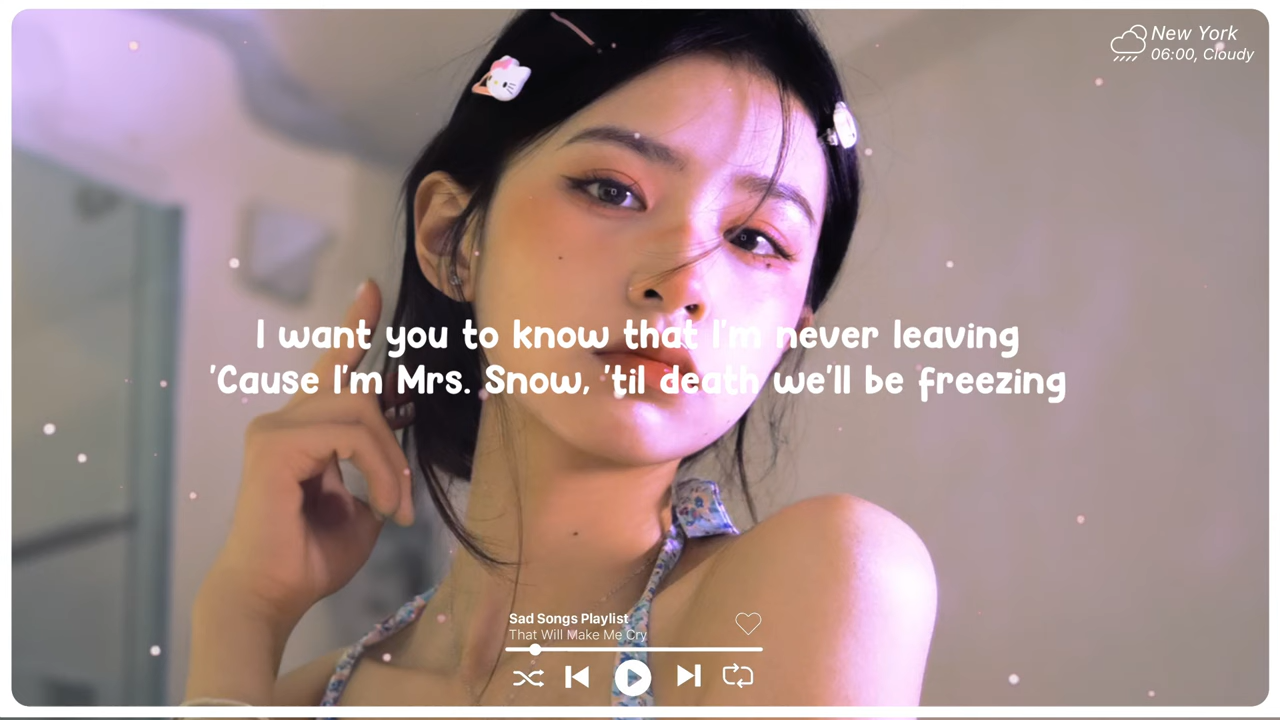 New York
06:00, Cloudy
I want you to know that I'm never leaving
'Cause I'm Mrs. Snow, 'til death we'll be freezing
Sad Songs Playlist
That Will Make Me Cry